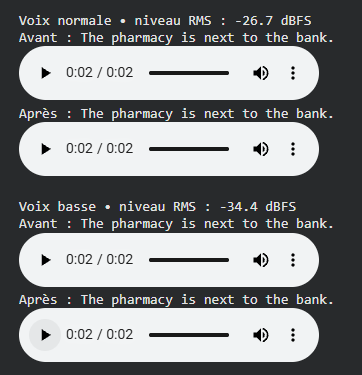 Voix normale • niveau RMS : -26.7 dBFS
Avant : The pharmacy is next to the bank.
0:02 / 0:02
Après : The pharmacy is next to the bank.
0:02 / 0:02
Voix basse • niveau RMS : -34.4 dBFS
Avant : The pharmacy is next to the bank.
0:02 / 0:02
Après : The pharmacy is next to the bank.
0:02 / 0:02